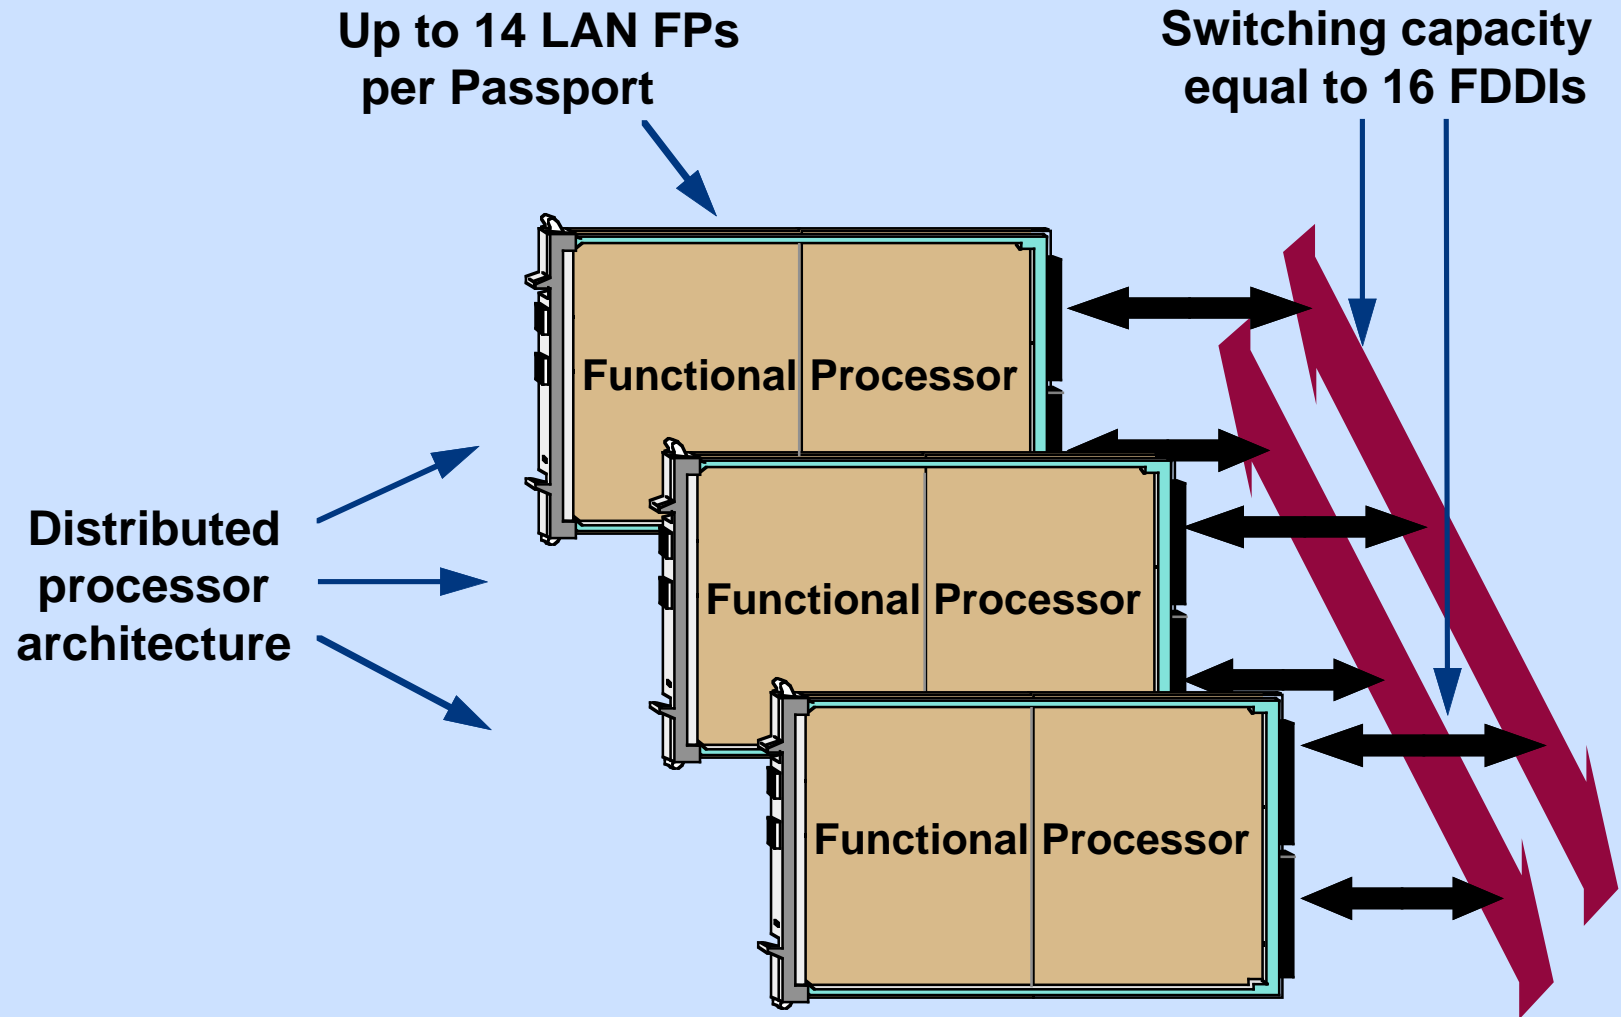 Up to 14 LAN FPs
per Passport
Switching capacity
equal to 16 FDDIs
Functional Processor
Distributed
processor
architecture
Functional Processor
Functional Processor